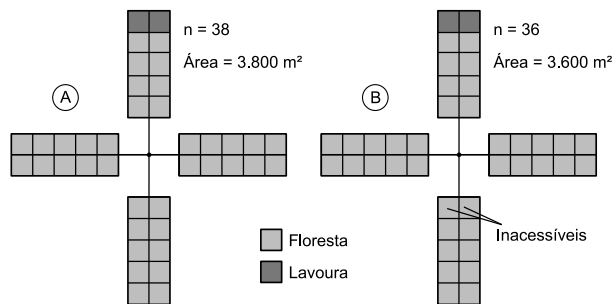 n = 38
Área = 3.800 m²
A
n = 36
Área = 3.600 m²
B
Inacessíveis
Floresta
Lavoura